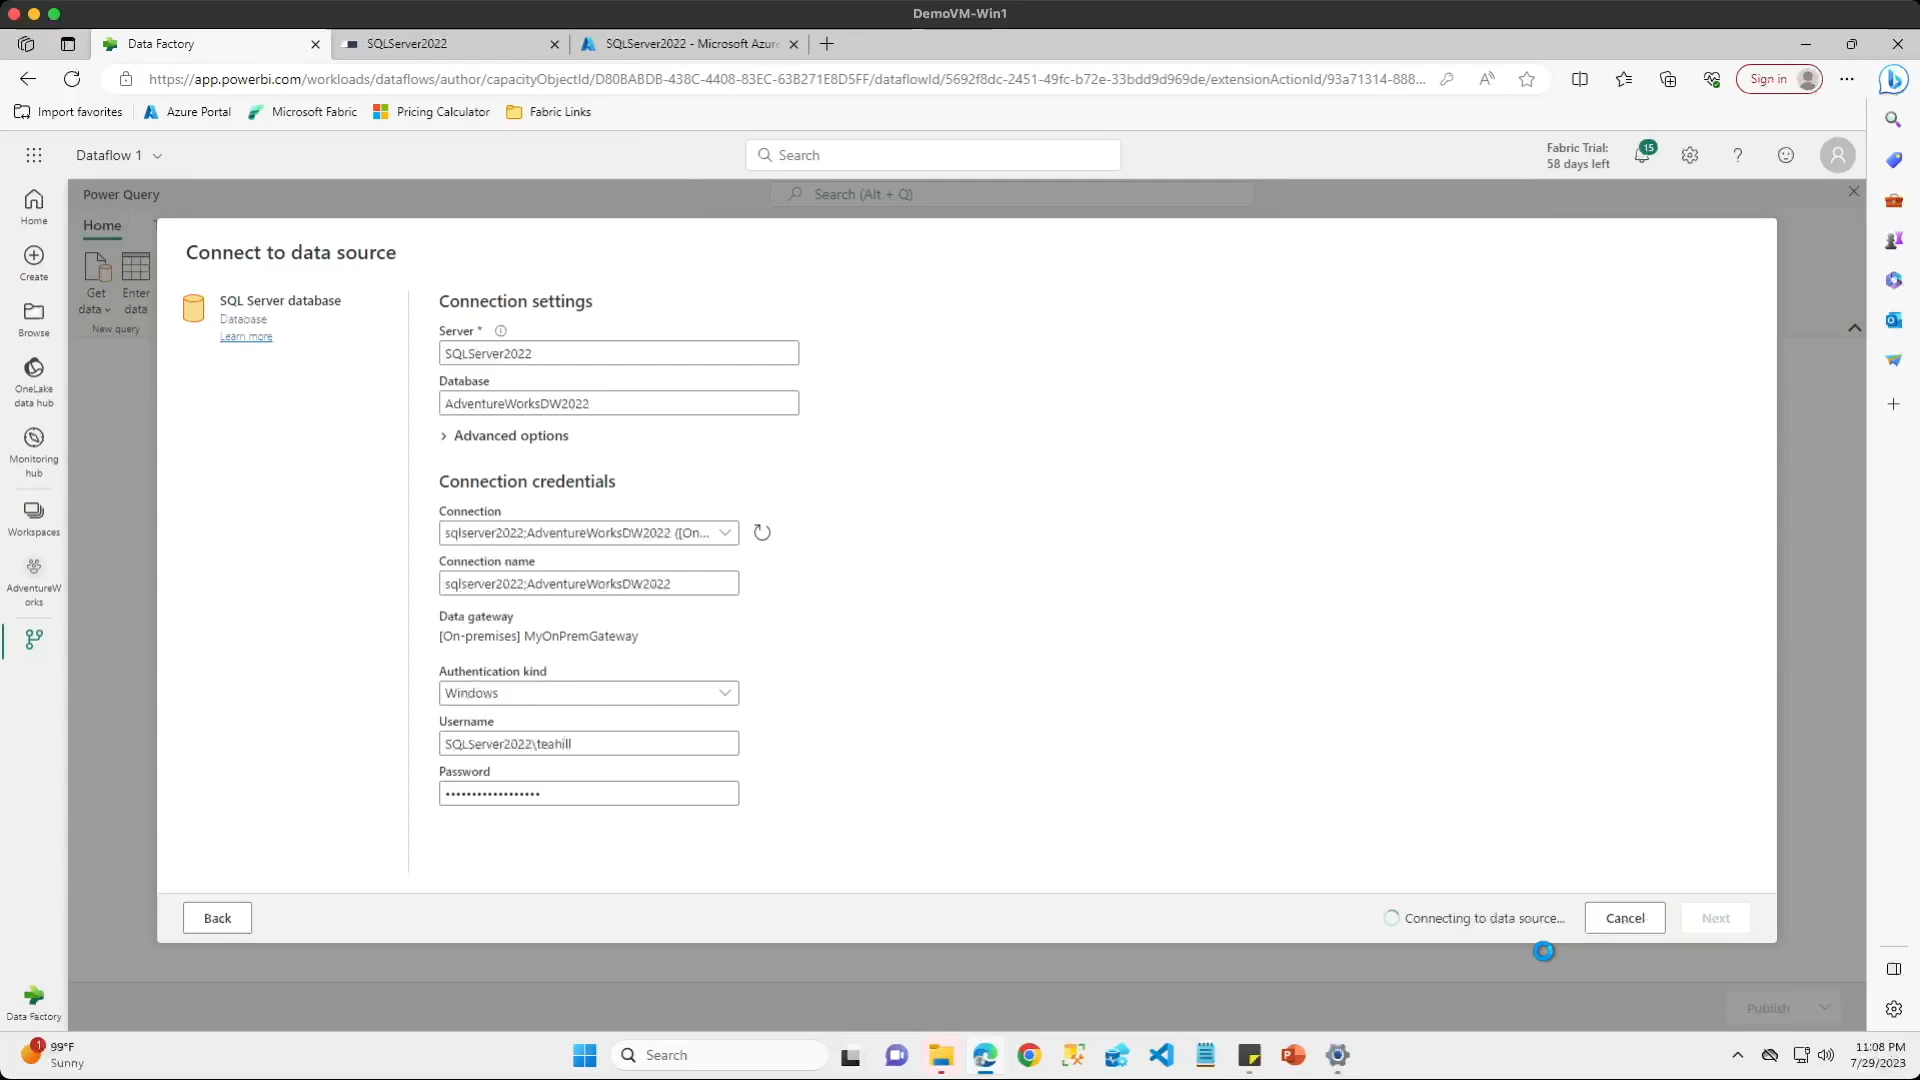 DemoVM-Win1
Data Factory
SQLServer2022
SQLServer2022 - Microsoft Azure
https://app.powerbi.com/workloads/dataflows/author/capacityObjectId/D80BABDB-438C-4408-83EC-63B271E8D5FF/dataflowId/5692f8dc-2451-49fc-b72e-33bdd9d969de/extensionActionId/93a71314-888...
Sign in
Import favorites
Azure Portal
Microsoft Fabric
Pricing Calculator
Fabric Links
Dataflow 1
Search
Fabric Trial:
58 days left
15
Power Query
Search (Alt + Q)
Home
Create
Browse
OneLake
data hub
Monitoring
hub
Workspaces
AdventureW
orks
Data Factory
Home
Get
data
Enter
data
New query
Connect to data source
SQL Server database
Database
Learn more
Connection settings
Server *
SQLServer2022
Database
AdventureWorksDW2022
Advanced options
Connection credentials
Connection
sqlserver2022;AdventureWorksDW2022 ([On...
Connection name
sqlserver2022;AdventureWorksDW2022
Data gateway
[On-premises] MyOnPremGateway
Authentication kind
Windows
Username
SQLServer2022\teahill
Password
••••••••••••••••••
Back
Connecting to data source...
Cancel
Next
Publish
1
99°F
Sunny
Search
11:08 PM
7/29/2023